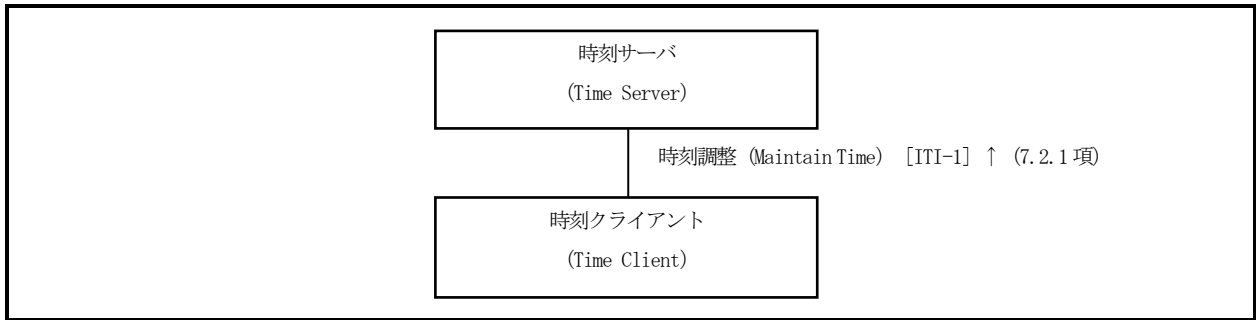 時刻サーバ
(Time Server)
時刻調整 (Maintain Time) [ITI-1] ↑ (7.2.1項)
時刻クライアント
(Time Client)